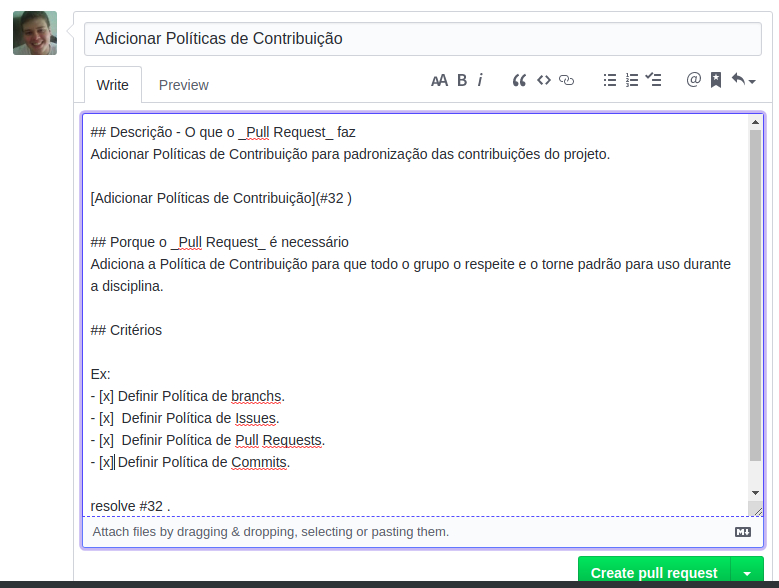 Adicionar Políticas de Contribuição
Write Preview AA B i
## Descrição - O que o _Pull Request_ faz
Adicionar Políticas de Contribuição para padronização das contribuições do projeto.
[Adicionar Políticas de Contribuição](#32 )
## Porque o _Pull Request_ é necessário
Adiciona a Política de Contribuição para que todo o grupo o respeite e o torne padrão para uso durante
a disciplina.
## Critérios
Ex:
- [x] Definir Política de branchs.
- [x]  Definir Política de Issues.
- [x]  Definir Política de Pull Requests.
- [x] Definir Política de Commits.
resolve #32 .
Attach files by dragging & dropping, selecting or pasting them.
Create pull request